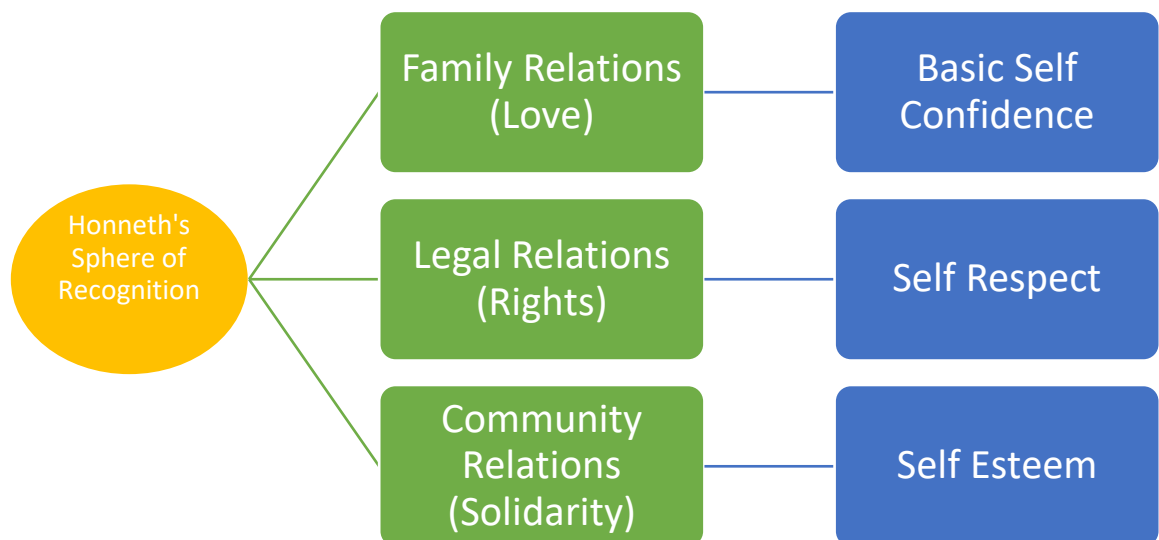 Honneth's
Sphere of
Recognition
Family Relations
(Love)
Basic Self
Confidence
Legal Relations
(Rights)
Self Respect
Community
Relations
(Solidarity)
Self Esteem